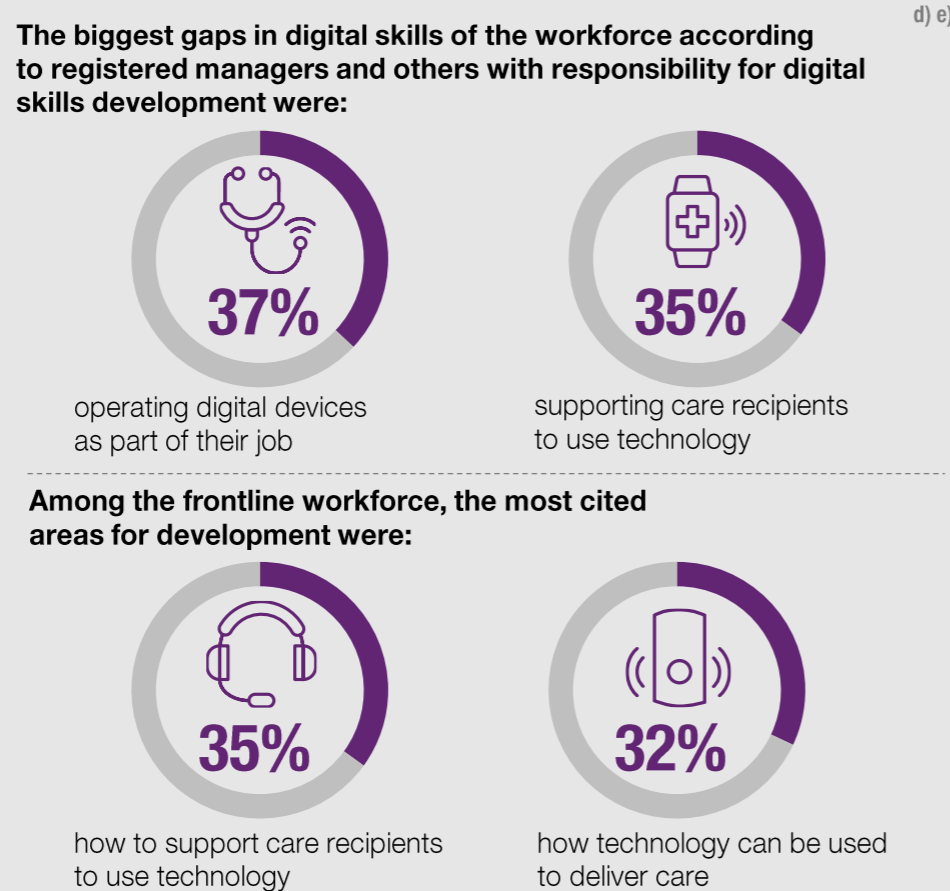 d) e)
The biggest gaps in digital skills of the workforce according
to registered managers and others with responsibility for digital
skills development were:
37%
operating digital devices
as part of their job
35%
supporting care recipients
to use technology
Among the frontline workforce, the most cited
areas for development were:
35%
how to support care recipients
to use technology
32%
how technology can be used
to deliver care